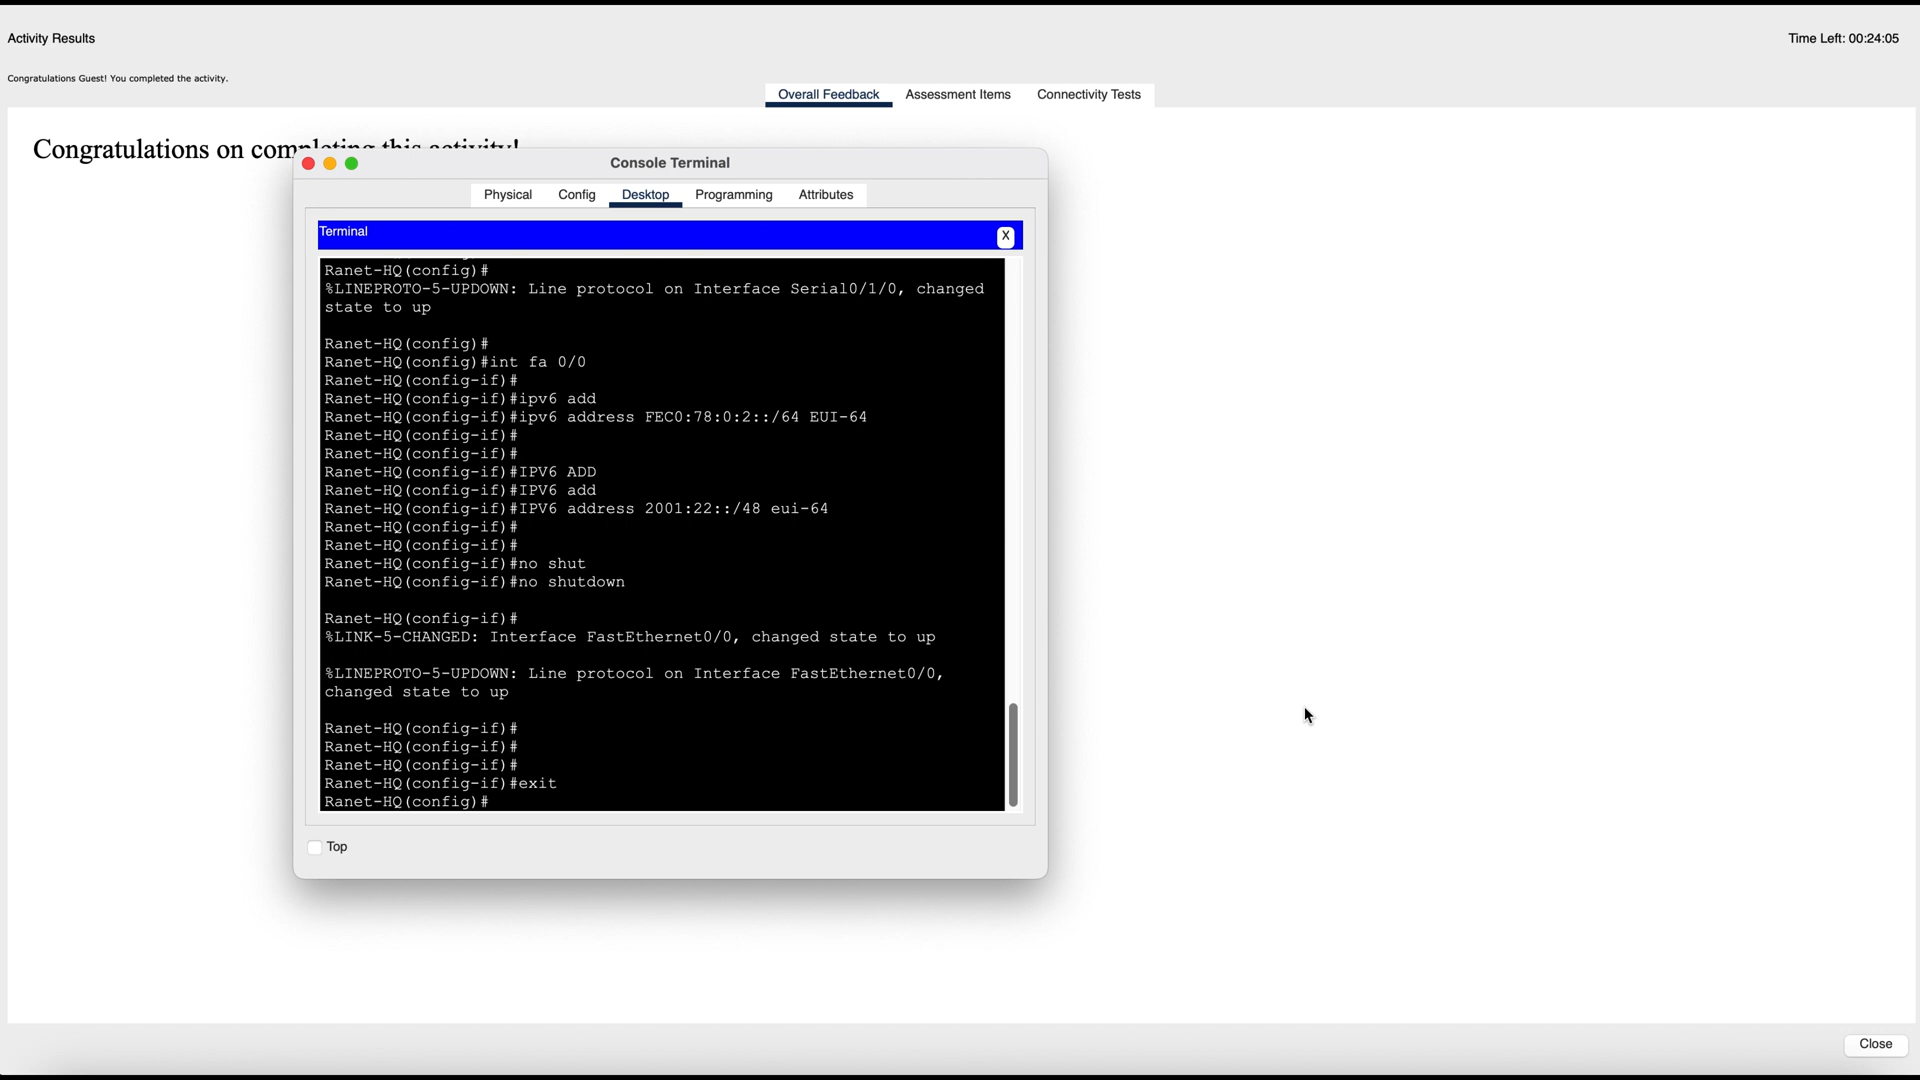 Activity Results
Time Left: 00:24:05
Congratulations Guest! You completed the activity.
Overall Feedback
Assessment Items
Connectivity Tests
Congratulations on completing this activity!
Console Terminal
Physical
Config
Desktop
Programming
Attributes
Terminal
X
Ranet-HQ(config)#
%LINEPROTO-5-UPDOWN: Line protocol on Interface Serial0/1/0, changed
state to up
Ranet-HQ(config)#
Ranet-HQ(config)#int fa 0/0
Ranet-HQ(config-if)#
Ranet-HQ(config-if)#ipv6 add
Ranet-HQ(config-if)#ipv6 address FEC0:78:0:2::/64 EUI-64
Ranet-HQ(config-if)#
Ranet-HQ(config-if)#
Ranet-HQ(config-if)#IPV6 ADD
Ranet-HQ(config-if)#IPV6 add
Ranet-HQ(config-if)#IPV6 address 2001:22::/48 eui-64
Ranet-HQ(config-if)#
Ranet-HQ(config-if)#
Ranet-HQ(config-if)#no shut
Ranet-HQ(config-if)#no shutdown
Ranet-HQ(config-if)#
%LINK-5-CHANGED: Interface FastEthernet0/0, changed state to up
%LINEPROTO-5-UPDOWN: Line protocol on Interface FastEthernet0/0,
changed state to up
Ranet-HQ(config-if)#
Ranet-HQ(config-if)#
Ranet-HQ(config-if)#
Ranet-HQ(config-if)#exit
Ranet-HQ(config)#
Top
Close